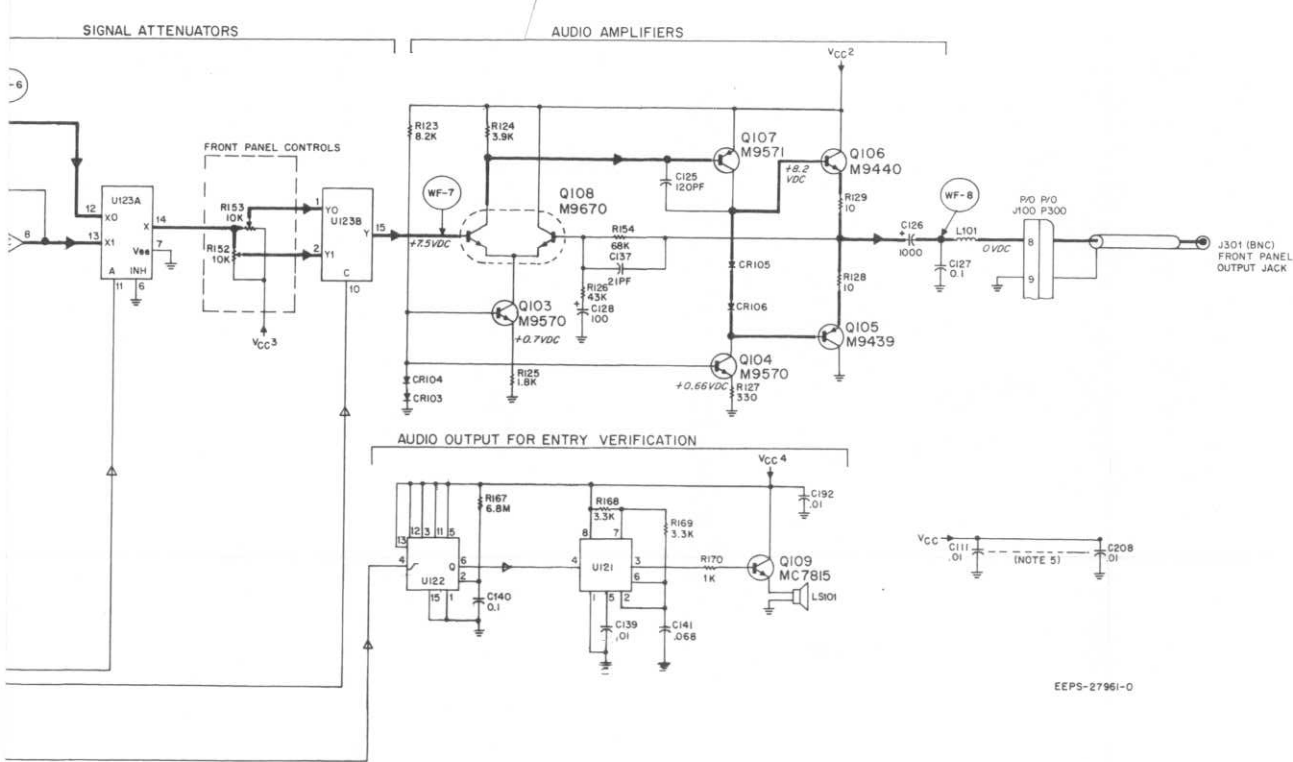 SIGNAL ATTENUATORS
AUDIO AMPLIFIERS
VCC2
-6
R123
8.2K
R124
3.9K
Q107
M9571
FRONT PANEL CONTROLS
+8.2
VDC
Q106
M9440
C125
120PF
U123A
12
X0
13
X1
X
14
Vee
7
A
INH
11
6
8
R153
10K
R152
10K
1
Y0
U123B
2
Y1
Y
15
C
10
WF-7
+7.5VDC
Q108
M9670
R129
10
WF-8
R154
68K
C137
21PF
C126
+
1000
L101
0VDC
P/O P/O
J100 P300
8
9
J301 (BNC)
FRONT PANEL
OUTPUT JACK
C127
0.1
CR105
R128
10
R126
43K
+
C128
100
CR106
Q103
M9570
+0.7VDC
VCC3
Q105
M9439
Q104
M9570
CR104
CR103
R125
1.8K
+0.66VDC
R127
330
AUDIO OUTPUT FOR ENTRY VERIFICATION
VCC4
R167
6.8M
R168
3.3K
C192
.01
R169
3.3K
13
12
3
11
5
4
Q
6
2
U122
15
1
C140
0.1
8
7
4
U121
3
6
1
5
2
R170
1K
Q109
MC7815
LS101
C139
.01
C141
.068
VCC
C111
.01
(NOTE 5)
C208
.01
EEPS-27961-O